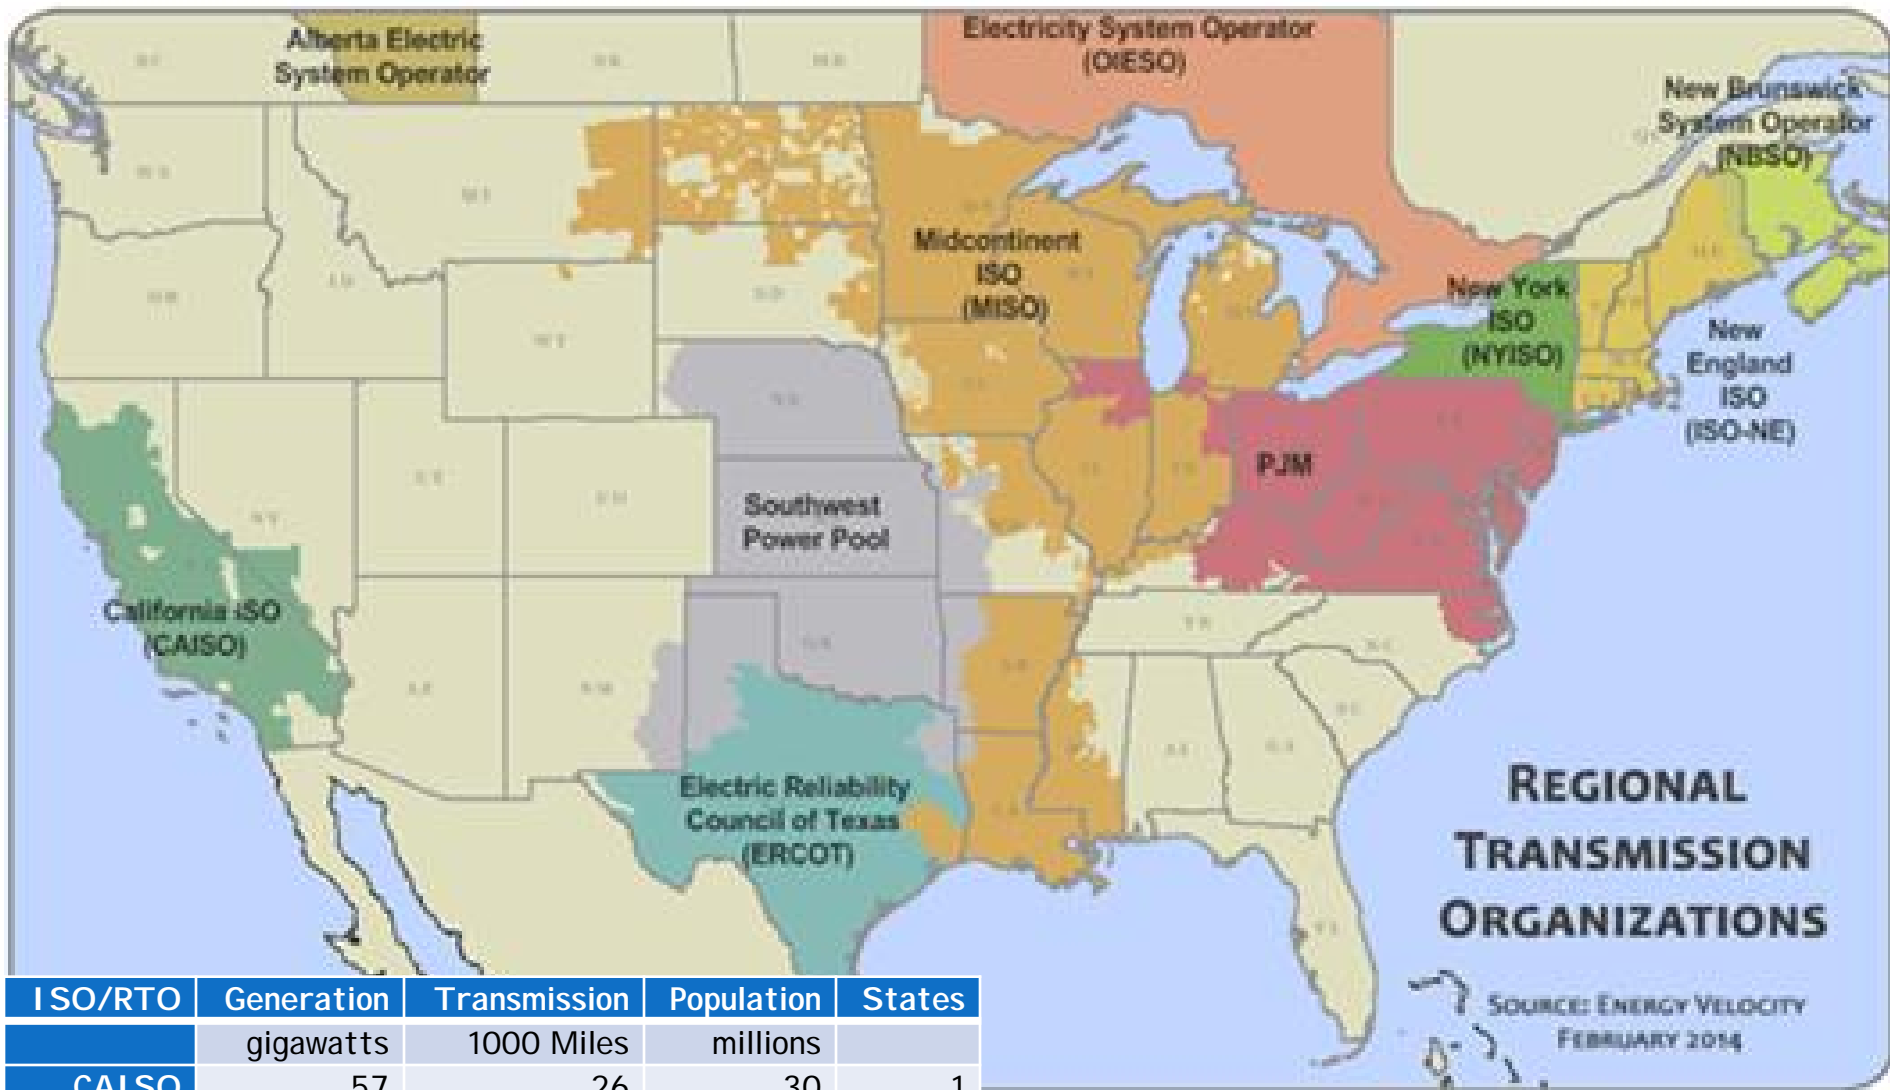 Alberta Electric
System Operator
Electricity System Operator
(OIESO)
New Brunswick
System Operator
(NBSO)
Midcontinent
ISO
(MISO)
New York
ISO
(NYISO)
New
England
ISO
(ISO-NE)
PJM
Southwest
Power Pool
California ISO
(CAISO)
Electric Reliability
Council of Texas
(ERCOT)
REGIONAL
TRANSMISSION
ORGANIZATIONS
SOURCE: ENERGY VELOCITY
FEBRUARY 2014
ISO/RTO Generation Transmission Population States
gigawatts 1000 Miles millions
CAISO 57 26 30 1